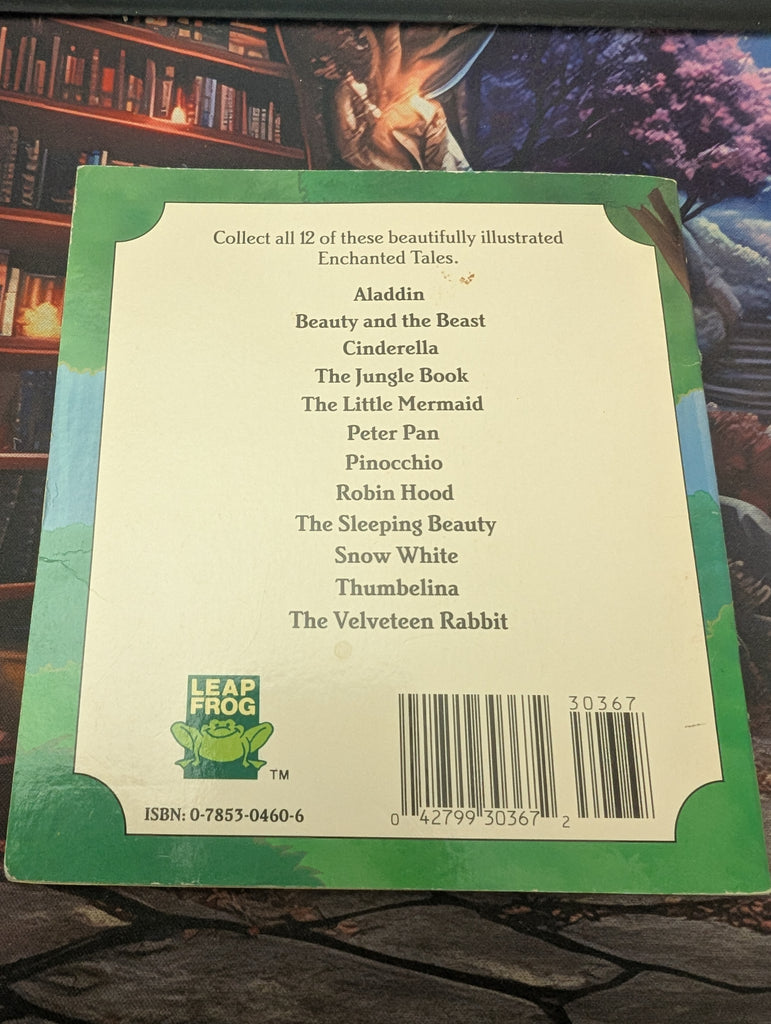 Collect all 12 of these beautifully illustrated
Enchanted Tales.
Aladdin
Beauty and the Beast
Cinderella
The Jungle Book
The Little Mermaid
Peter Pan
Pinocchio
Robin Hood
The Sleeping Beauty
Snow White
Thumbelina
The Velveteen Rabbit
LEAP
FROG
TM
ISBN: 0-7853-0460-6
30367
0 42799 30367 2